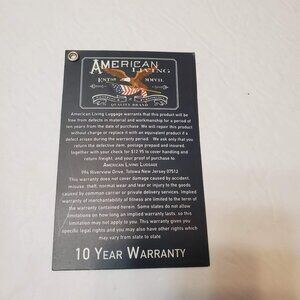 AMERICAN
LIVING
ESTD MMVII.
QUALITY BRAND
American Living Luggage warrants that this product will be
free from defects in material and workmanship for a period of
ten years from the date of purchase. We will repair this product
without charge or replace it with an equivalent product if a
defect arises during the warranty period. We ask only that you
return the defective item, postage prepaid and insured,
together with your check for $12.95 to cover handling and
return freight, and your proof of purchase to
AMERICAN LIVING LUGGAGE
994 Riverview Drive, Totowa New Jersey 07512
This warranty does not cover damage caused by accident,
misuse, theft, normal wear and tear or injury to the goods
caused by common carrier or private delivery services. Implied
warranty of merchantability of fitness are limited to the term of
the warranty contained herein. Some states do not allow
limitations on how long an implied warranty lasts, so this
limitation may not apply to you. This warranty gives you
specific legal rights and you may also have other rights which
may vary from state to state.
10 YEAR WARRANTY